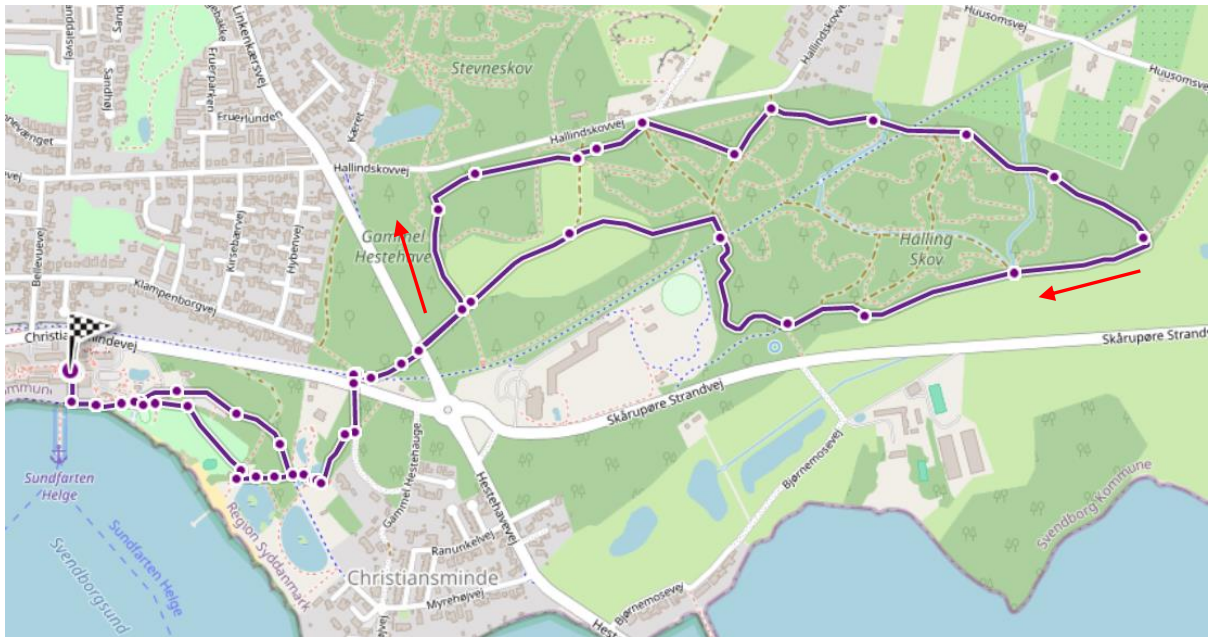 Sandalsvej
Sandhøj
Fruerparken
Fruerlunden
Linkenkærsvej
Kæret
Stevneskov
Hallindskovvej
Huusomsvej
Huusomsvej
Hallindskovvej
Hallindskovvej
Bellevuevej
Kirsebærvej
Hybenvej
Klampenborgvej
Gammel
Hestehave
Halling
Skov
Skårupøre Strandvej
Skårupøre Strandvej
Gammel Hestehauge
Bjørnemosevej
Bjørnemosevej
Hestehavevej
Ranunkelvej
Christiansminde
Myrehøjvej
Sundfarten
Helge
Sundfarten Helge
Svendborgsund
Region Syddanmark
Svendborg Kommune